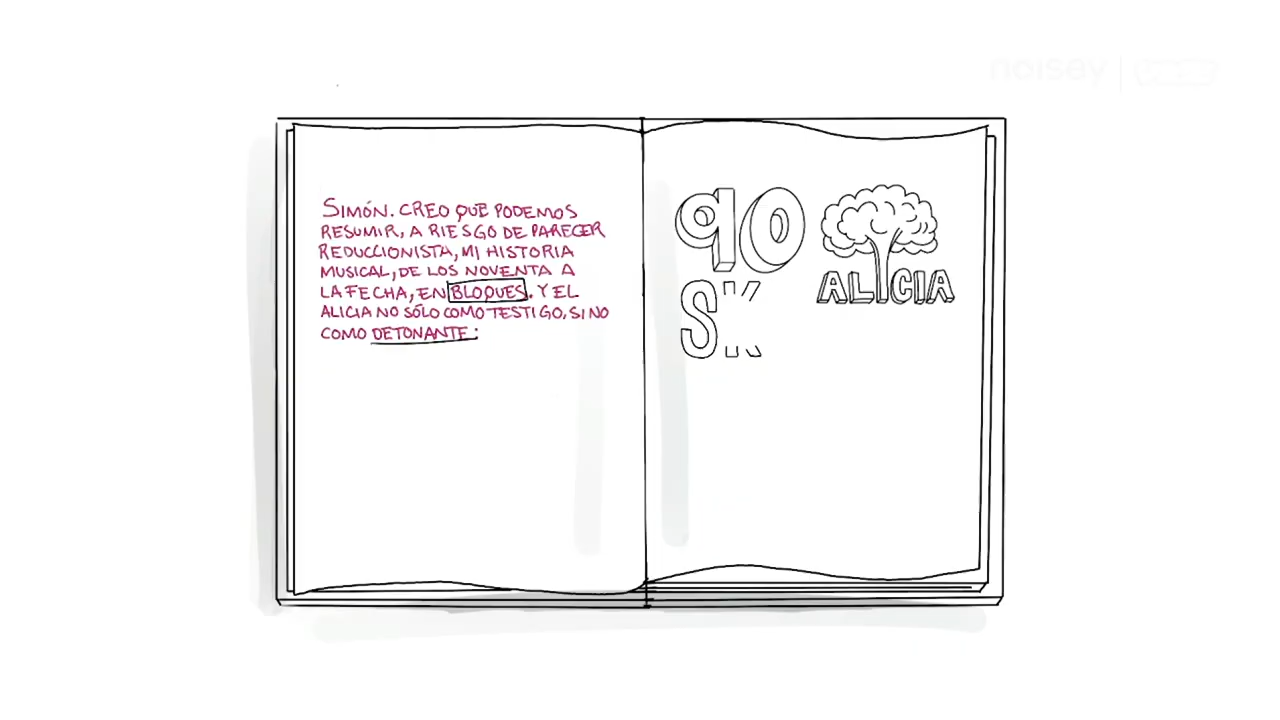 noisey
SIMÓN. CREO QUE PODEMOS
RESUMIR, A RIESGO DE PARECER
REDUCCIONISTA, MI HISTORIA
MUSICAL, DE LOS NOVENTA A
LA FECHA, EN BLOQUES. Y EL
ALICIA NO SÓLO COMO TESTIGO, SINO
COMO DETONANTE:
90
S
ALICIA